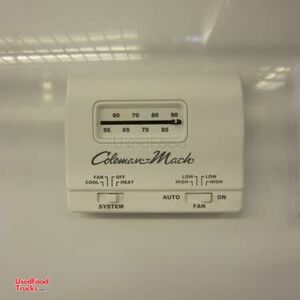 60 70 80 90
55 65 75 85
UsedFood
Coleman-Mach
FAN OFF LOW LOW
COOL HEAT HIGH HIGH
AUTO ON
SYSTEM FAN
UsedFood
Trucks.com